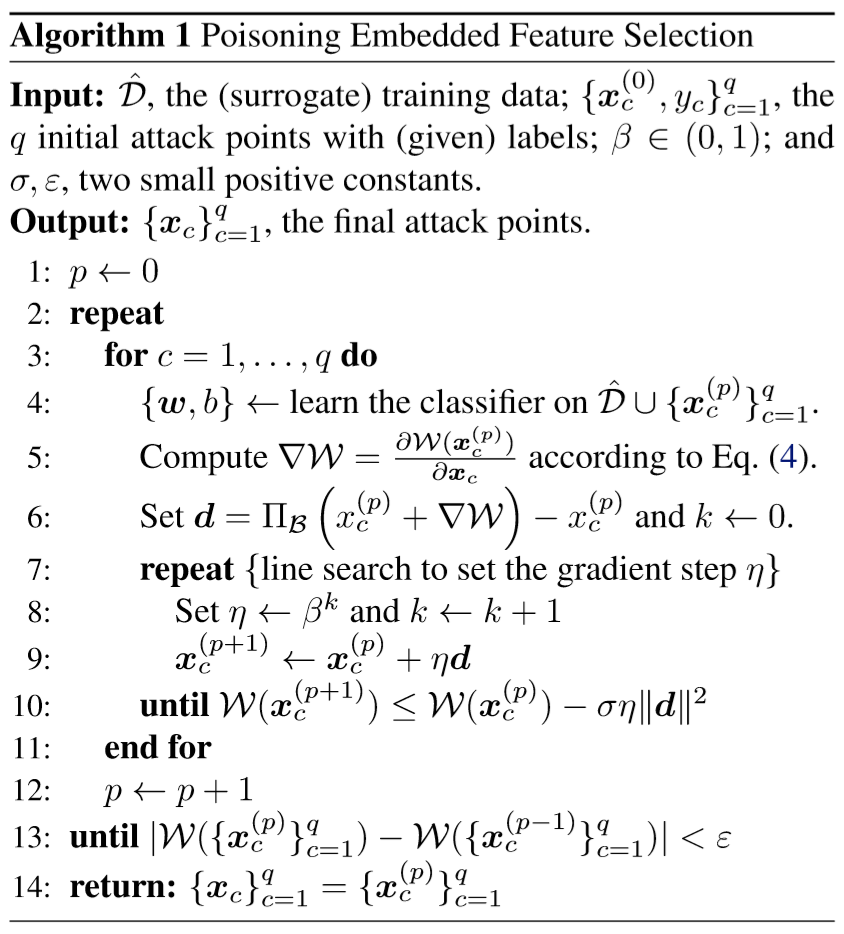 Algorithm 1 Poisoning Embedded Feature Selection
Input: $\hat{\mathcal{D}}$, the (surrogate) training data; $\{\boldsymbol{x}_c^{(0)}, y_c\}_{c=1}^q$, the
$q$ initial attack points with (given) labels; $\beta \in (0, 1)$; and
$\sigma, \varepsilon$, two small positive constants.
Output: $\{\boldsymbol{x}_c\}_{c=1}^q$, the final attack points.
1: $p \leftarrow 0$
2: repeat
3: for $c = 1, \ldots, q$ do
4: $\{\boldsymbol{w}, b\} \leftarrow$ learn the classifier on $\hat{\mathcal{D}} \cup \{\boldsymbol{x}_c^{(p)}\}_{c=1}^q$.
5: Compute $\nabla\mathcal{W} = \frac{\partial \mathcal{W}(\boldsymbol{x}_c^{(p)})}{\partial \boldsymbol{x}_c}$ according to Eq. (4).
6: Set $\boldsymbol{d} = \Pi_{\mathcal{B}}\left(x_c^{(p)} + \nabla\mathcal{W}\right) - x_c^{(p)}$ and $k \leftarrow 0$.
7: repeat {line search to set the gradient step $\eta$}
8: Set $\eta \leftarrow \beta^k$ and $k \leftarrow k + 1$
9: $\boldsymbol{x}_c^{(p+1)} \leftarrow \boldsymbol{x}_c^{(p)} + \eta \boldsymbol{d}$
10: until $\mathcal{W}(\boldsymbol{x}_c^{(p+1)}) \leq \mathcal{W}(\boldsymbol{x}_c^{(p)}) - \sigma\eta\|\boldsymbol{d}\|^2$
11: end for
12: $p \leftarrow p + 1$
13: until $|\mathcal{W}(\{\boldsymbol{x}_c^{(p)}\}_{c=1}^q) - \mathcal{W}(\{\boldsymbol{x}_c^{(p-1)}\}_{c=1}^q)| < \varepsilon$
14: return: $\{\boldsymbol{x}_c\}_{c=1}^q = \{\boldsymbol{x}_c^{(p)}\}_{c=1}^q$